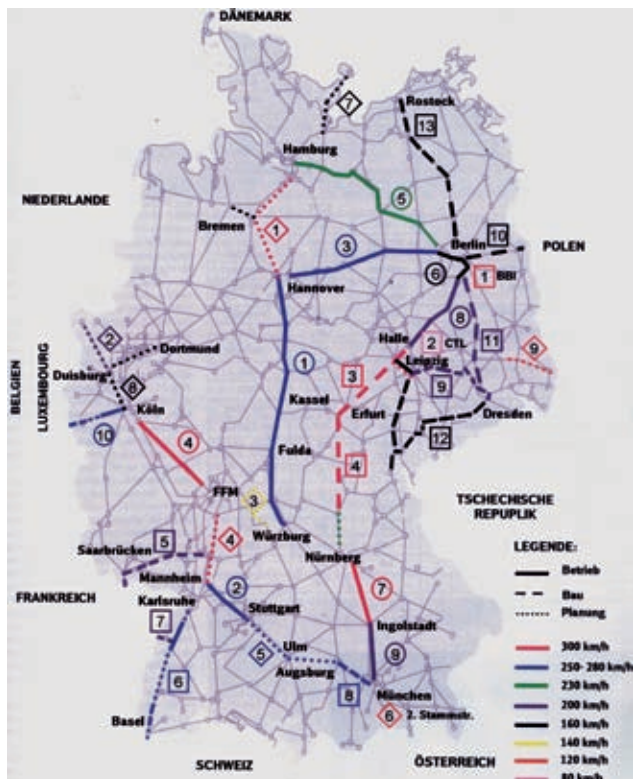 DÄNEMARK
7
Rostock
13
Hamburg
5
NIEDERLANDE
Bremen
1
3
Berlin
10
POLEN
6
1
BBI
Hannover
8
2
Halle
2
CTL
11
Dortmund
1
Leipzig
9
3
Duisburg
9
BELGIEN
LUXEMBOURG
8
Kassel
Erfurt
Dresden
Köln
10
4
12
Fulda
4
FFM
3
TSCHECHISCHE
REPUPLIK
Würzburg
5
4
Saarbrücken
Nürnberg
LEGENDE:
Mannheim
Betrieb
7
FRANKREICH
2
Bau
Karlsruhe
Planung
Stuttgart
Ingolstadt
7
Ulm
300 km/h
5
9
250-280 km/h
Augsburg
6
8
230 km/h
München
200 km/h
Basel
6
2. Stammstr.
160 km/h
140 km/h
SCHWEIZ
ÖSTERREICH
120 km/h
80 km/h